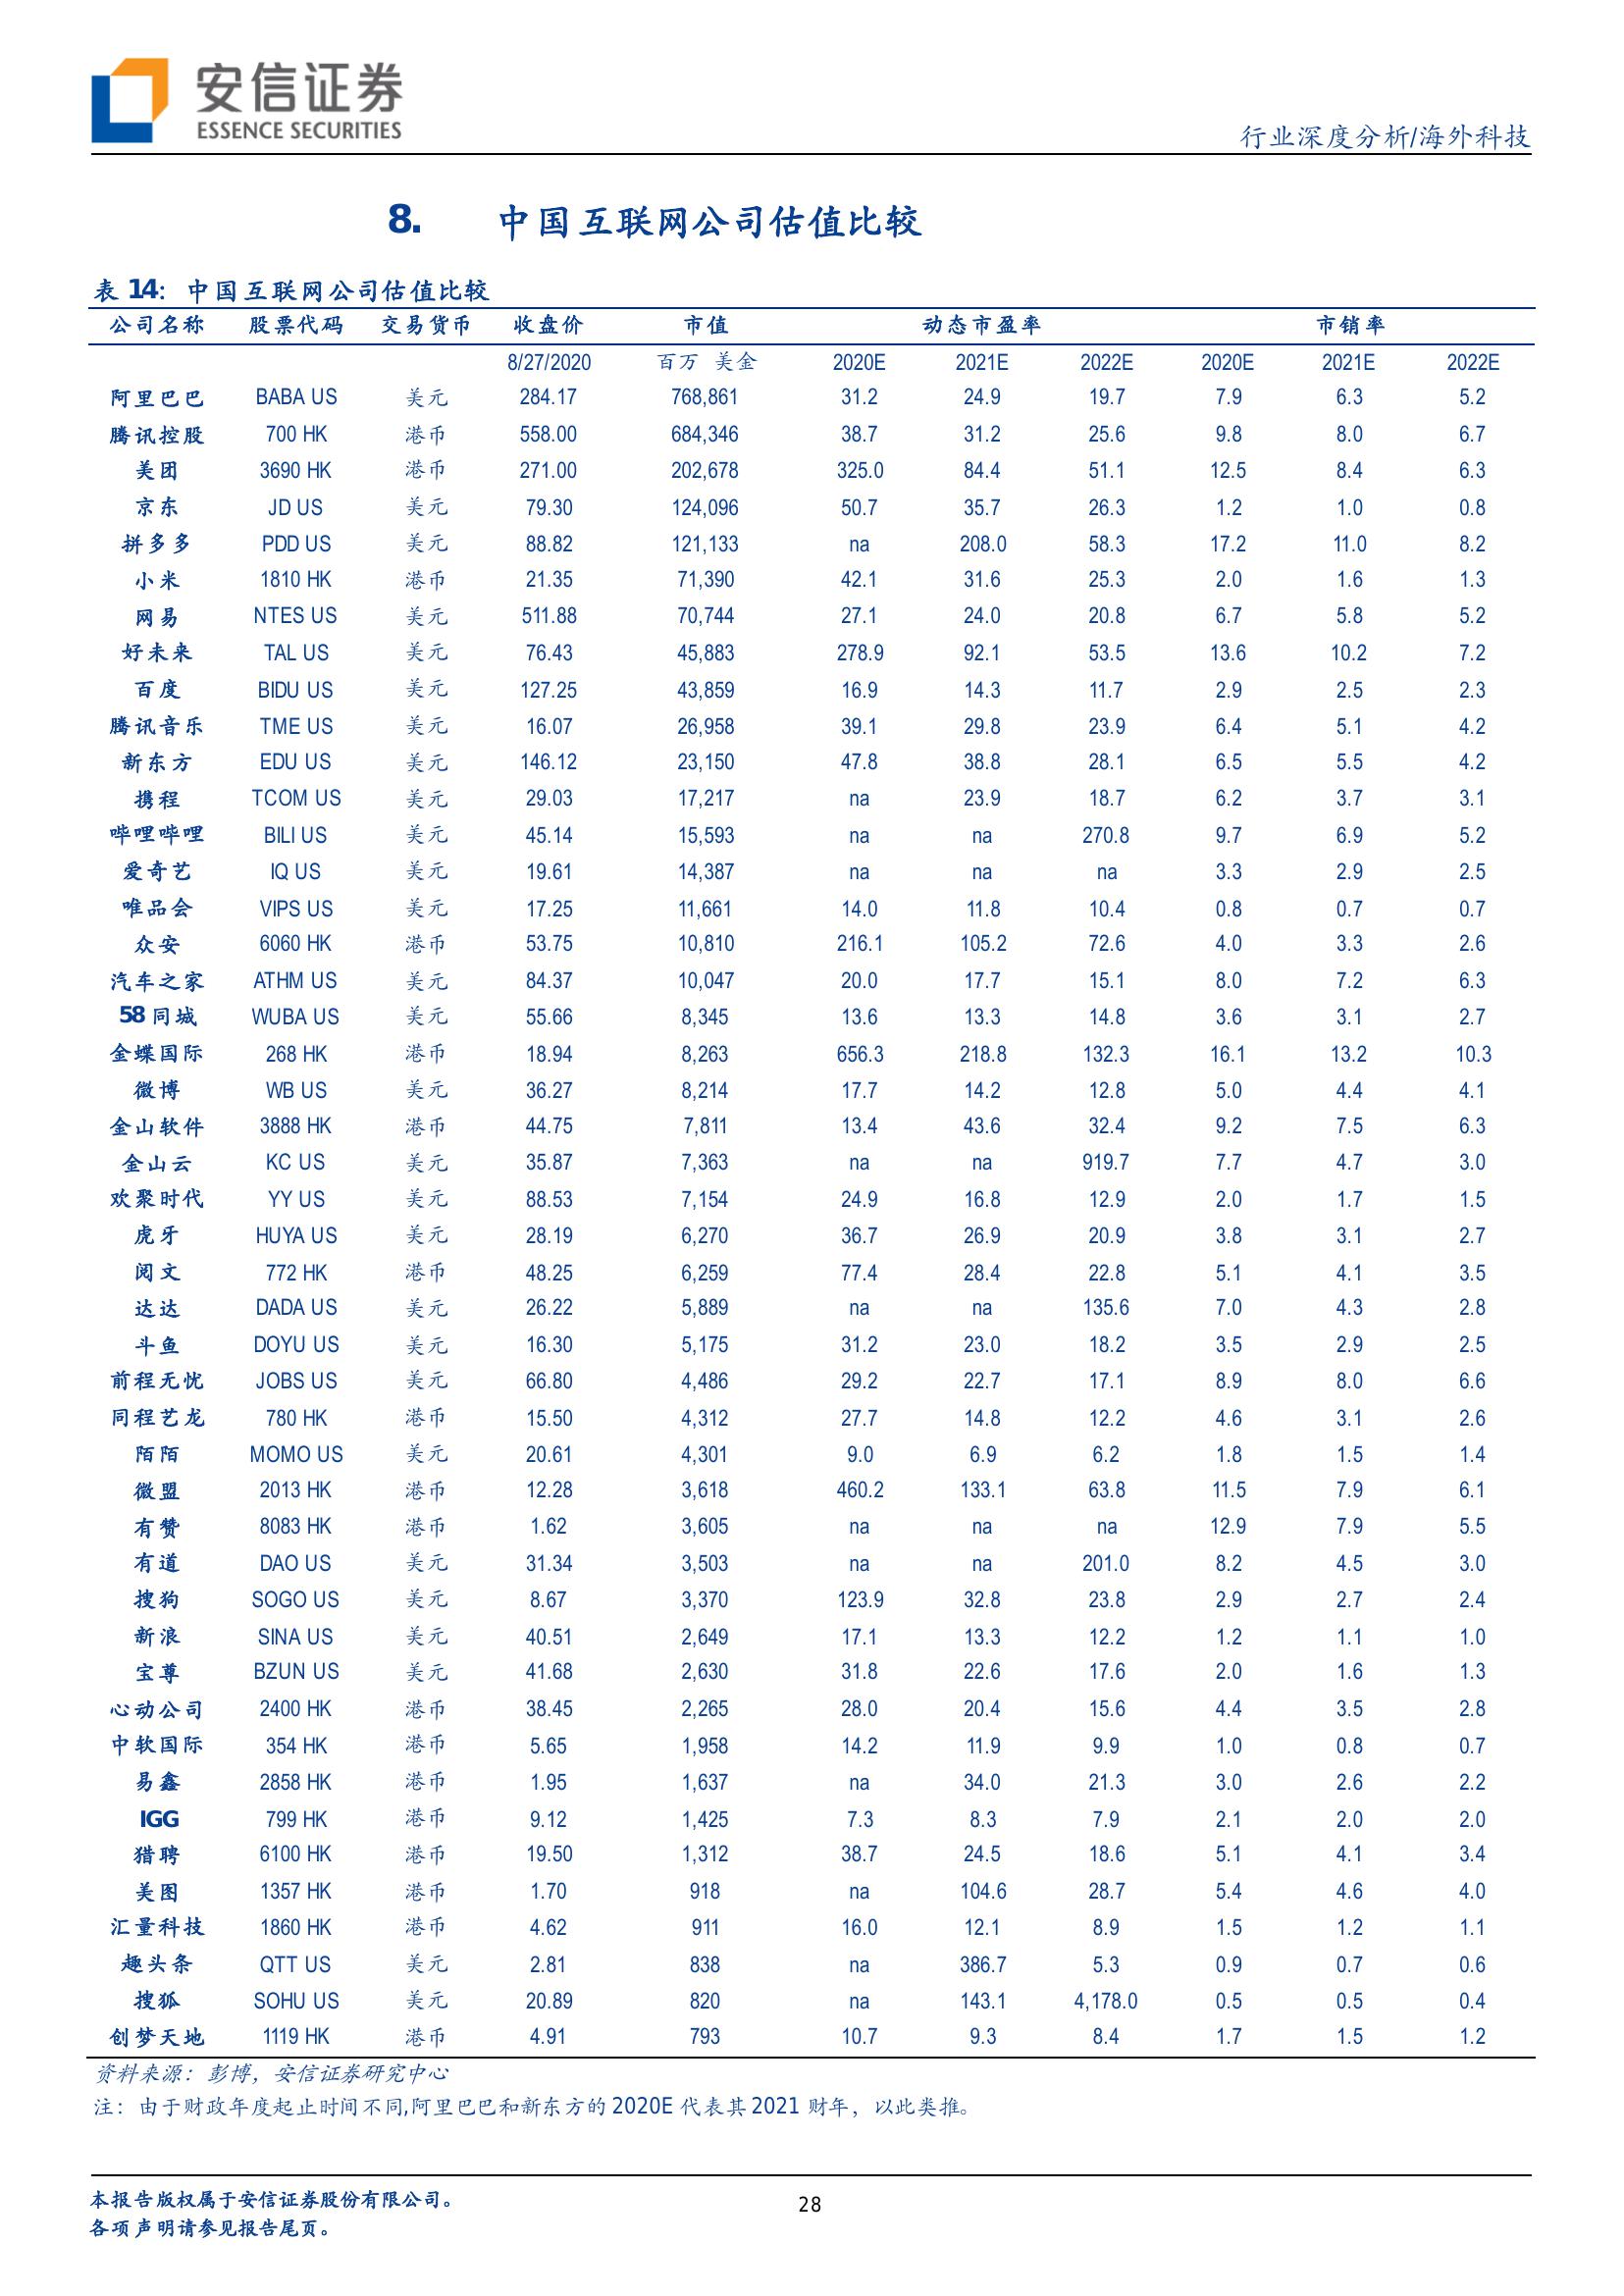 安信证券
ESSENCE SECURITIES
行业深度分析/海外科技
8. 中国互联网公司估值比较
表 14: 中国互联网公司估值比较
公司名称 股票代码 交易货币 收盘价 市值 动态市盈率 市销率
8/27/2020 百万 美金 2020E 2021E 2022E 2020E 2021E 2022E
阿里巴巴 BABA US 美元 284.17 768,861 31.2 24.9 19.7 7.9 6.3 5.2
腾讯控股 700 HK 港币 558.00 684,346 38.7 31.2 25.6 9.8 8.0 6.7
美团 3690 HK 港币 271.00 202,678 325.0 84.4 51.1 12.5 8.4 6.3
京东 JD US 美元 79.30 124,096 50.7 35.7 26.3 1.2 1.0 0.8
拼多多 PDD US 美元 88.82 121,133 na 208.0 58.3 17.2 11.0 8.2
小米 1810 HK 港币 21.35 71,390 42.1 31.6 25.3 2.0 1.6 1.3
网易 NTES US 美元 511.88 70,744 27.1 24.0 20.8 6.7 5.8 5.2
好未来 TAL US 美元 76.43 45,883 278.9 92.1 53.5 13.6 10.2 7.2
百度 BIDU US 美元 127.25 43,859 16.9 14.3 11.7 2.9 2.5 2.3
腾讯音乐 TME US 美元 16.07 26,958 39.1 29.8 23.9 6.4 5.1 4.2
新东方 EDU US 美元 146.12 23,150 47.8 38.8 28.1 6.5 5.5 4.2
携程 TCOM US 美元 29.03 17,217 na 23.9 18.7 6.2 3.7 3.1
哔哩哔哩 BILI US 美元 45.14 15,593 na na 270.8 9.7 6.9 5.2
爱奇艺 IQ US 美元 19.61 14,387 na na na 3.3 2.9 2.5
唯品会 VIPS US 美元 17.25 11,661 14.0 11.8 10.4 0.8 0.7 0.7
众安 6060 HK 港币 53.75 10,810 216.1 105.2 72.6 4.0 3.3 2.6
汽车之家 ATHM US 美元 84.37 10,047 20.0 17.7 15.1 8.0 7.2 6.3
58 同城 WUBA US 美元 55.66 8,345 13.6 13.3 14.8 3.6 3.1 2.7
金蝶国际 268 HK 港币 18.94 8,263 656.3 218.8 132.3 16.1 13.2 10.3
微博 WB US 美元 36.27 8,214 17.7 14.2 12.8 5.0 4.4 4.1
金山软件 3888 HK 港币 44.75 7,811 13.4 43.6 32.4 9.2 7.5 6.3
金山云 KC US 美元 35.87 7,363 na na 919.7 7.7 4.7 3.0
欢聚时代 YY US 美元 88.53 7,154 24.9 16.8 12.9 2.0 1.7 1.5
虎牙 HUYA US 美元 28.19 6,270 36.7 26.9 20.9 3.8 3.1 2.7
阅文 772 HK 港币 48.25 6,259 77.4 28.4 22.8 5.1 4.1 3.5
达达 DADA US 美元 26.22 5,889 na na 135.6 7.0 4.3 2.8
斗鱼 DOYU US 美元 16.30 5,175 31.2 23.0 18.2 3.5 2.9 2.5
前程无忧 JOBS US 美元 66.80 4,486 29.2 22.7 17.1 8.9 8.0 6.6
同程艺龙 780 HK 港币 15.50 4,312 27.7 14.8 12.2 4.6 3.1 2.6
陌陌 MOMO US 美元 20.61 4,301 9.0 6.9 6.2 1.8 1.5 1.4
微盟 2013 HK 港币 12.28 3,618 460.2 133.1 63.8 11.5 7.9 6.1
有赞 8083 HK 港币 1.62 3,605 na na na 12.9 7.9 5.5
有道 DAO US 美元 31.34 3,503 na na 201.0 8.2 4.5 3.0
搜狗 SOGO US 美元 8.67 3,370 123.9 32.8 23.8 2.9 2.7 2.4
新浪 SINA US 美元 40.51 2,649 17.1 13.3 12.2 1.2 1.1 1.0
宝尊 BZUN US 美元 41.68 2,630 31.8 22.6 17.6 2.0 1.6 1.3
心动公司 2400 HK 港币 38.45 2,265 28.0 20.4 15.6 4.4 3.5 2.8
中软国际 354 HK 港币 5.65 1,958 14.2 11.9 9.9 1.0 0.8 0.7
易鑫 2858 HK 港币 1.95 1,637 na 34.0 21.3 3.0 2.6 2.2
IGG 799 HK 港币 9.12 1,425 7.3 8.3 7.9 2.1 2.0 2.0
猎聘 6100 HK 港币 19.50 1,312 38.7 24.5 18.6 5.1 4.1 3.4
美图 1357 HK 港币 1.70 918 na 104.6 28.7 5.4 4.6 4.0
汇量科技 1860 HK 港币 4.62 911 16.0 12.1 8.9 1.5 1.2 1.1
趣头条 QTT US 美元 2.81 838 na 386.7 5.3 0.9 0.7 0.6
搜狐 SOHU US 美元 20.89 820 na 143.1 4,178.0 0.5 0.5 0.4
创梦天地 1119 HK 港币 4.91 793 10.7 9.3 8.4 1.7 1.5 1.2
资料来源：彭博，安信证券研究中心
注：由于财政年度起止时间不同,阿里巴巴和新东方的 2020E 代表其 2021 财年，以此类推。
本报告版权属于安信证券股份有限公司。
各项声明请参见报告尾页。
28